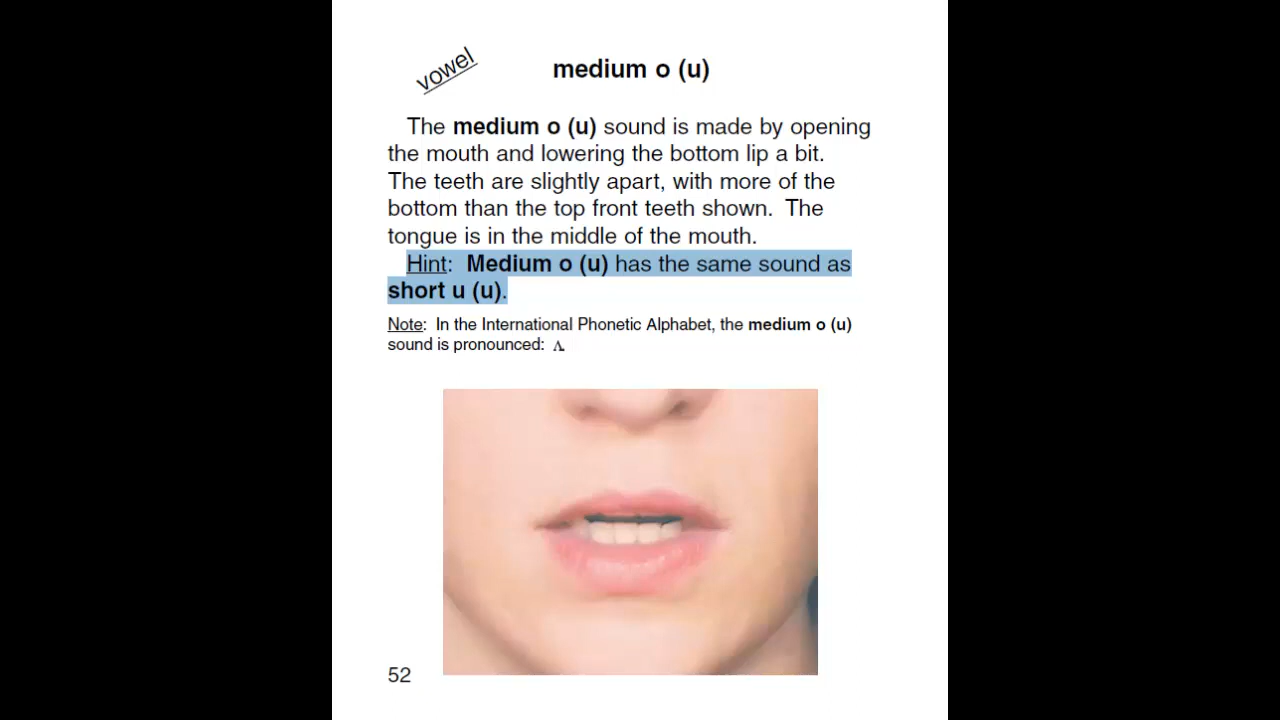 vowel
medium o (u)
The medium o (u) sound is made by opening
the mouth and lowering the bottom lip a bit.
The teeth are slightly apart, with more of the
bottom than the top front teeth shown. The
tongue is in the middle of the mouth.
Hint: Medium o (u) has the same sound as
short u (u).
Note: In the International Phonetic Alphabet, the medium o (u)
sound is pronounced: ʌ.
52